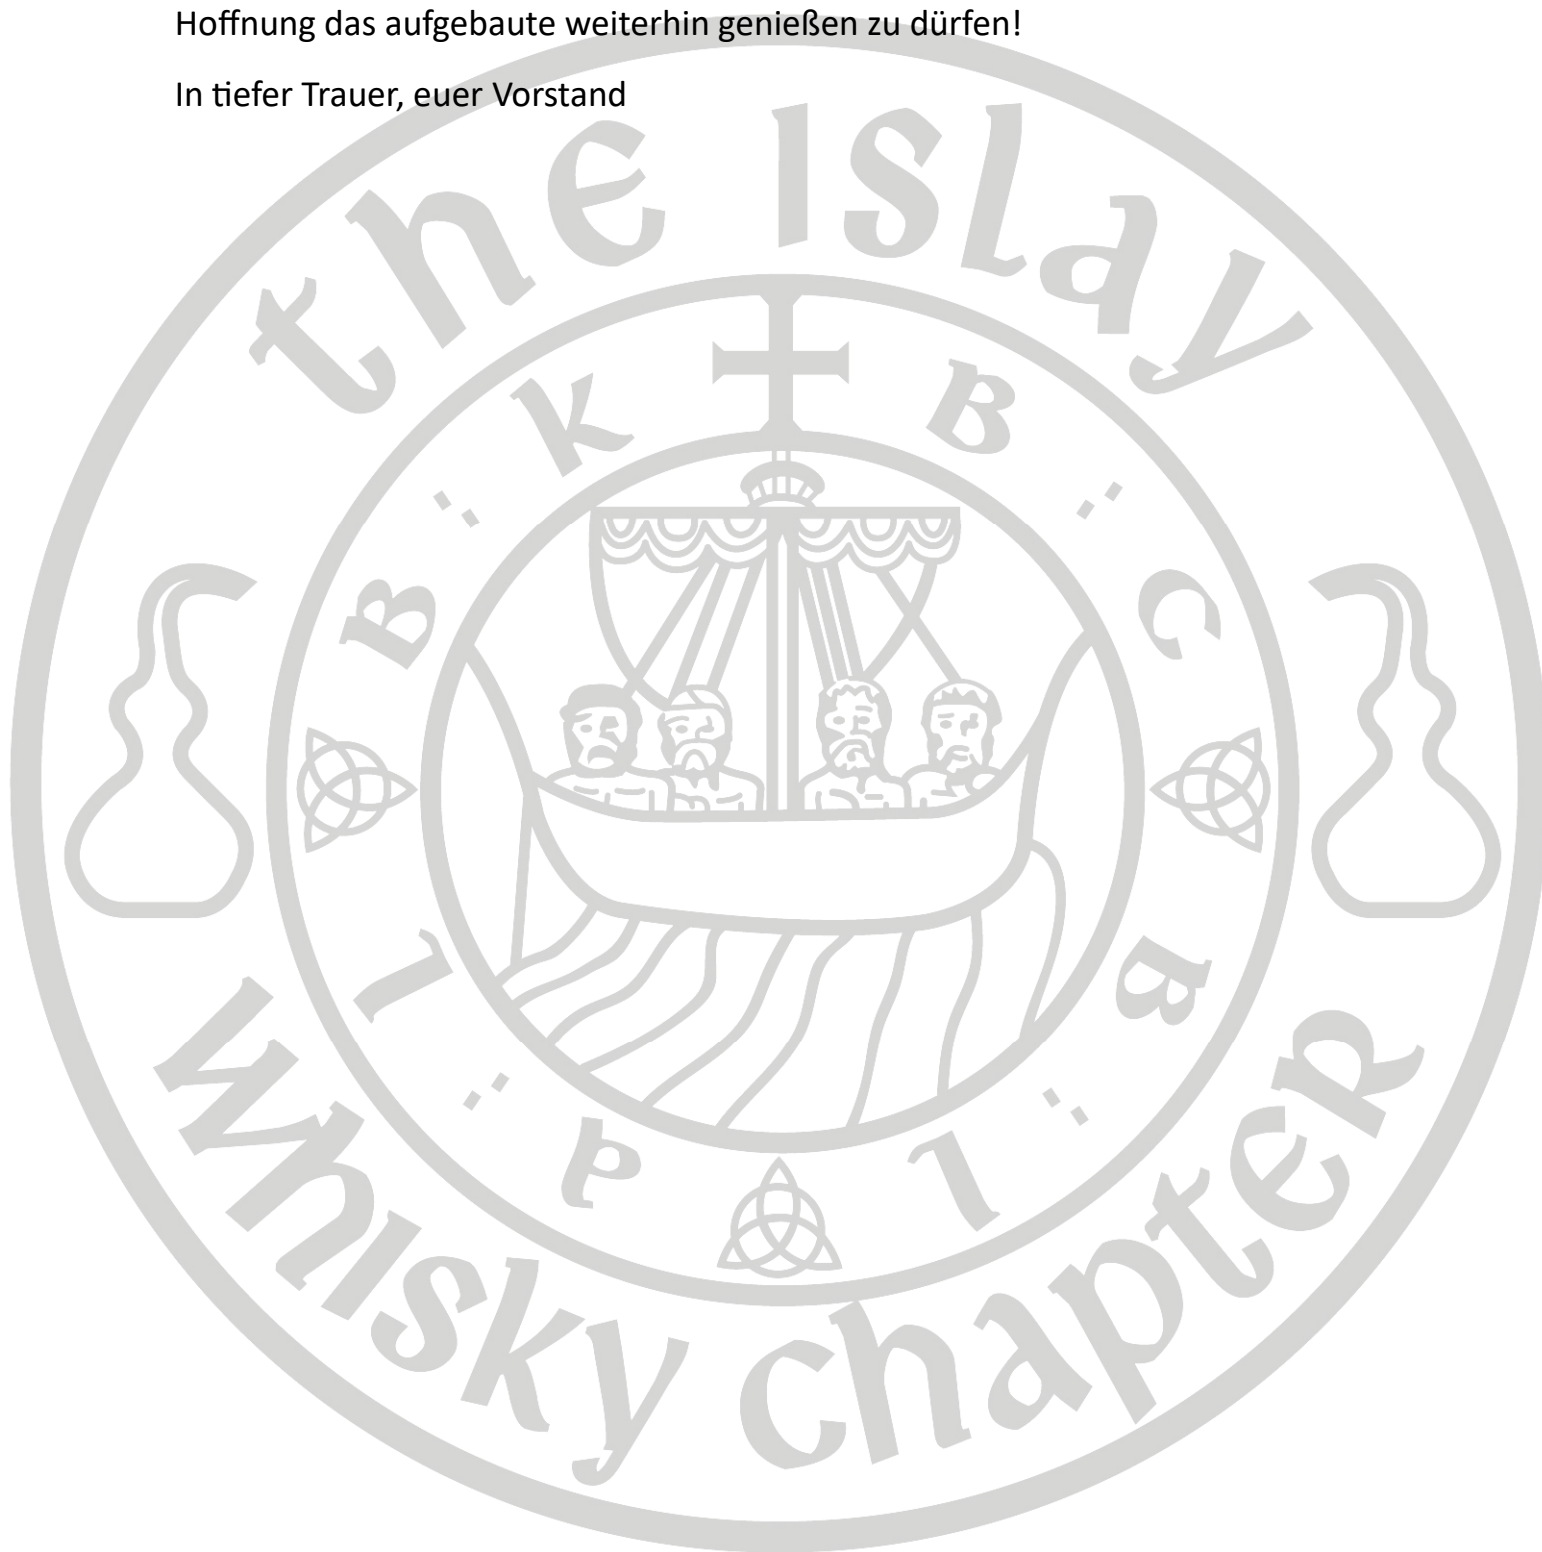 Hoffnung das aufgebaute weiterhin genießen zu dürfen!
In tiefer Trauer, euer Vorstand
the Islay
K B
B C
L B
a L
Whisky Chapter